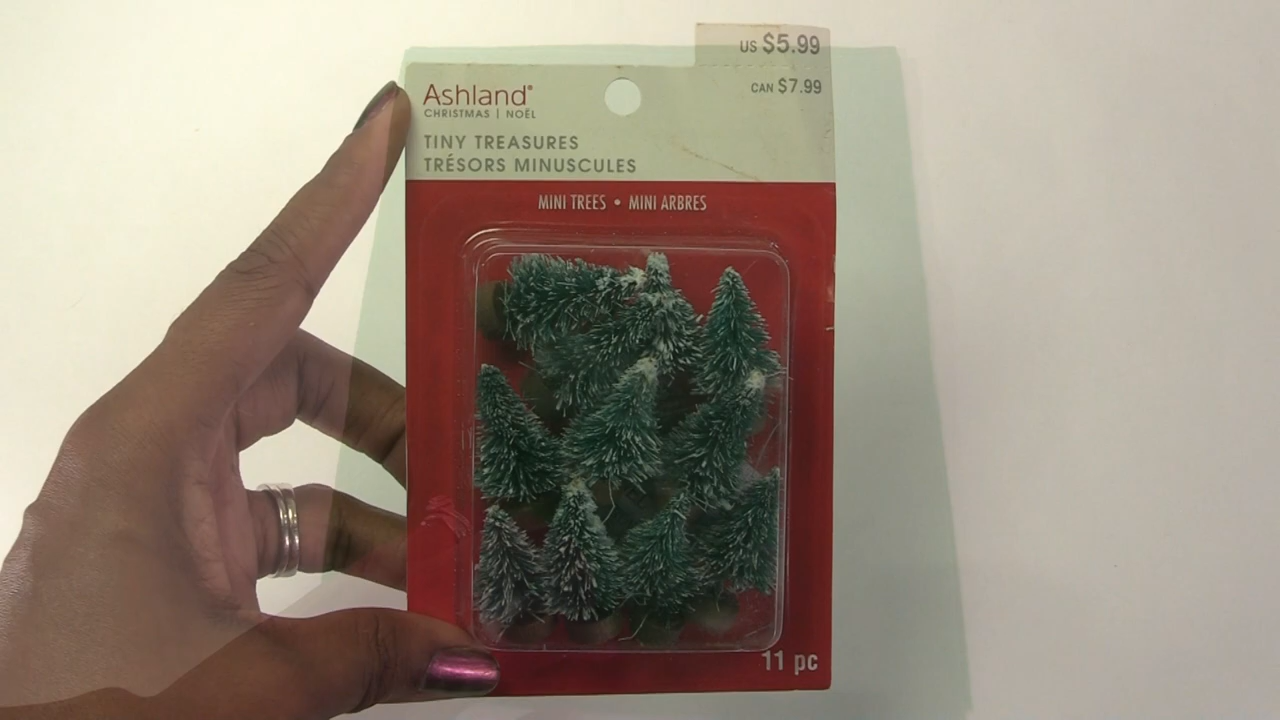 US $5.99
CAN $7.99
Ashland®
CHRISTMAS | NOËL
TINY TREASURES
TRÉSORS MINUSCULES
MINI TREES • MINI ARBRES
11 pc